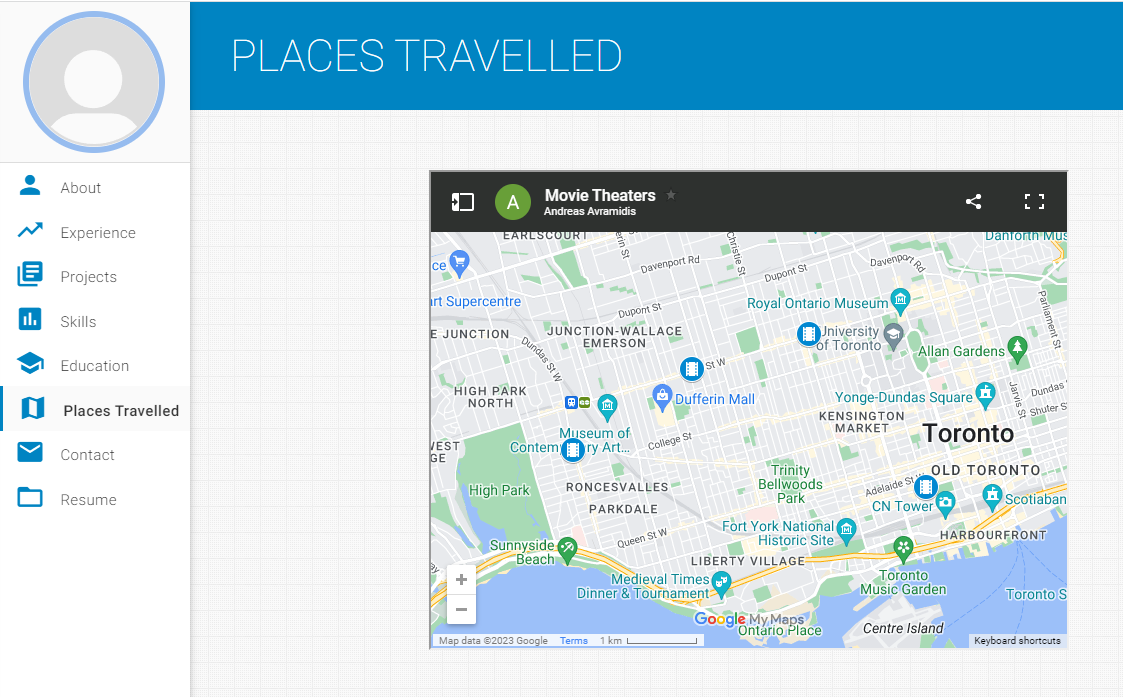 PLACES TRAVELLED
About
Experience
Projects
Skills
Education
Places Travelled
Contact
Resume
A
Movie Theaters
Andreas Avramidis
EARLSCOURT
Christie St
Danforth Mus
Davenport Rd
Davenport Rd
Dupont St
ce
art Supercentre
Royal Ontario Museum
Dupont St
Parliament St
E JUNCTION
JUNCTION-WALLACE
EMERSON
University
of Toronto
Dundas St W
Allan Gardens
St W
HIGH PARK
NORTH
Dufferin Mall
Yonge-Dundas Square
Jarvis St
Dundas
Shuter S
KENSINGTON
MARKET
Museum of
Contemporary Art...
College St
Toronto
WEST
GE
Trinity
Bellwoods
Park
OLD TORONTO
High Park
RONCESVALLES
Adelaide St W
PARKDALE
CN Tower
Scotiaban
Fort York National
Historic Site
HARBOURFRONT
Queen St W
Sunnyside
Beach
LIBERTY VILLAGE
Medieval Times
Dinner & Tournament
Toronto
Music Garden
Toronto S
Google My Maps
Ontario Place
Centre Island
+
−
Map data ©2023 Google
Terms
1 km
Keyboard shortcuts